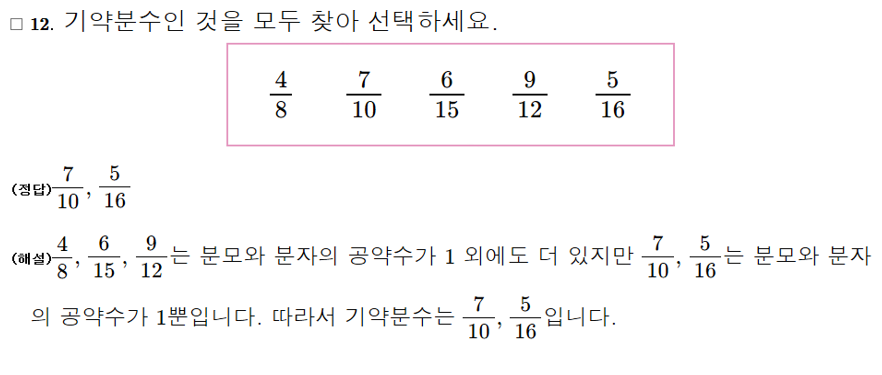 □ 12. 기약분수인 것을 모두 찾아 선택하세요.
4/8 7/10 6/15 9/12 5/16
(정답) 7/10, 5/16
(해설) 4/8, 6/15, 9/12는 분모와 분자의 공약수가 1 외에도 더 있지만 7/10, 5/16는 분모와 분자
의 공약수가 1뿐입니다. 따라서 기약분수는 7/10, 5/16입니다.